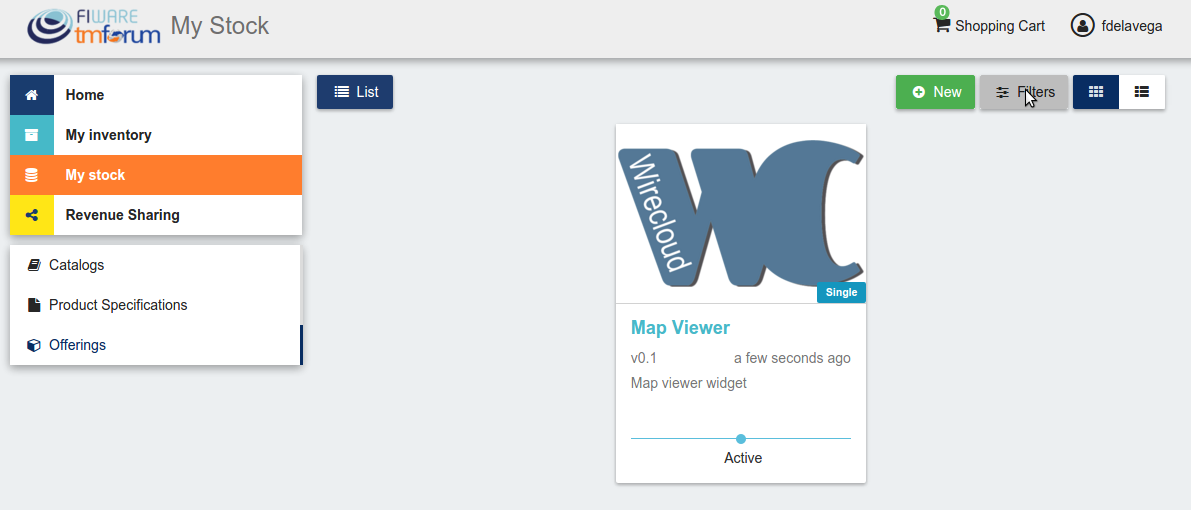 FIWARE
tmforum
My Stock
0
Shopping Cart
fdelavega
Home
My inventory
My stock
Revenue Sharing
Catalogs
Product Specifications
Offerings
List
New
Filters
Wirecloud
WC
Single
Map Viewer
v0.1 a few seconds ago
Map viewer widget
Active